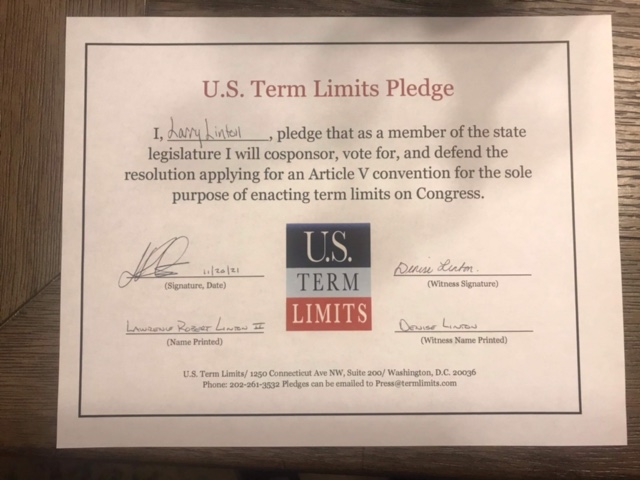 U.S. Term Limits Pledge
I, Larry Linton, pledge that as a member of the state
legislature I will cosponsor, vote for, and defend the
resolution applying for an Article V convention for the sole
purpose of enacting term limits on Congress.
U.S.
TERM
LIMITS
11/20/21
(Signature, Date)
Denise Linton
(Witness Signature)
Lawrence Robert Linton II
(Name Printed)
Denise Linton
(Witness Name Printed)
U.S. Term Limits/ 1250 Connecticut Ave NW, Suite 200/ Washington, D.C. 20036
Phone: 202-261-3532 Pledges can be emailed to Press@termlimits.com